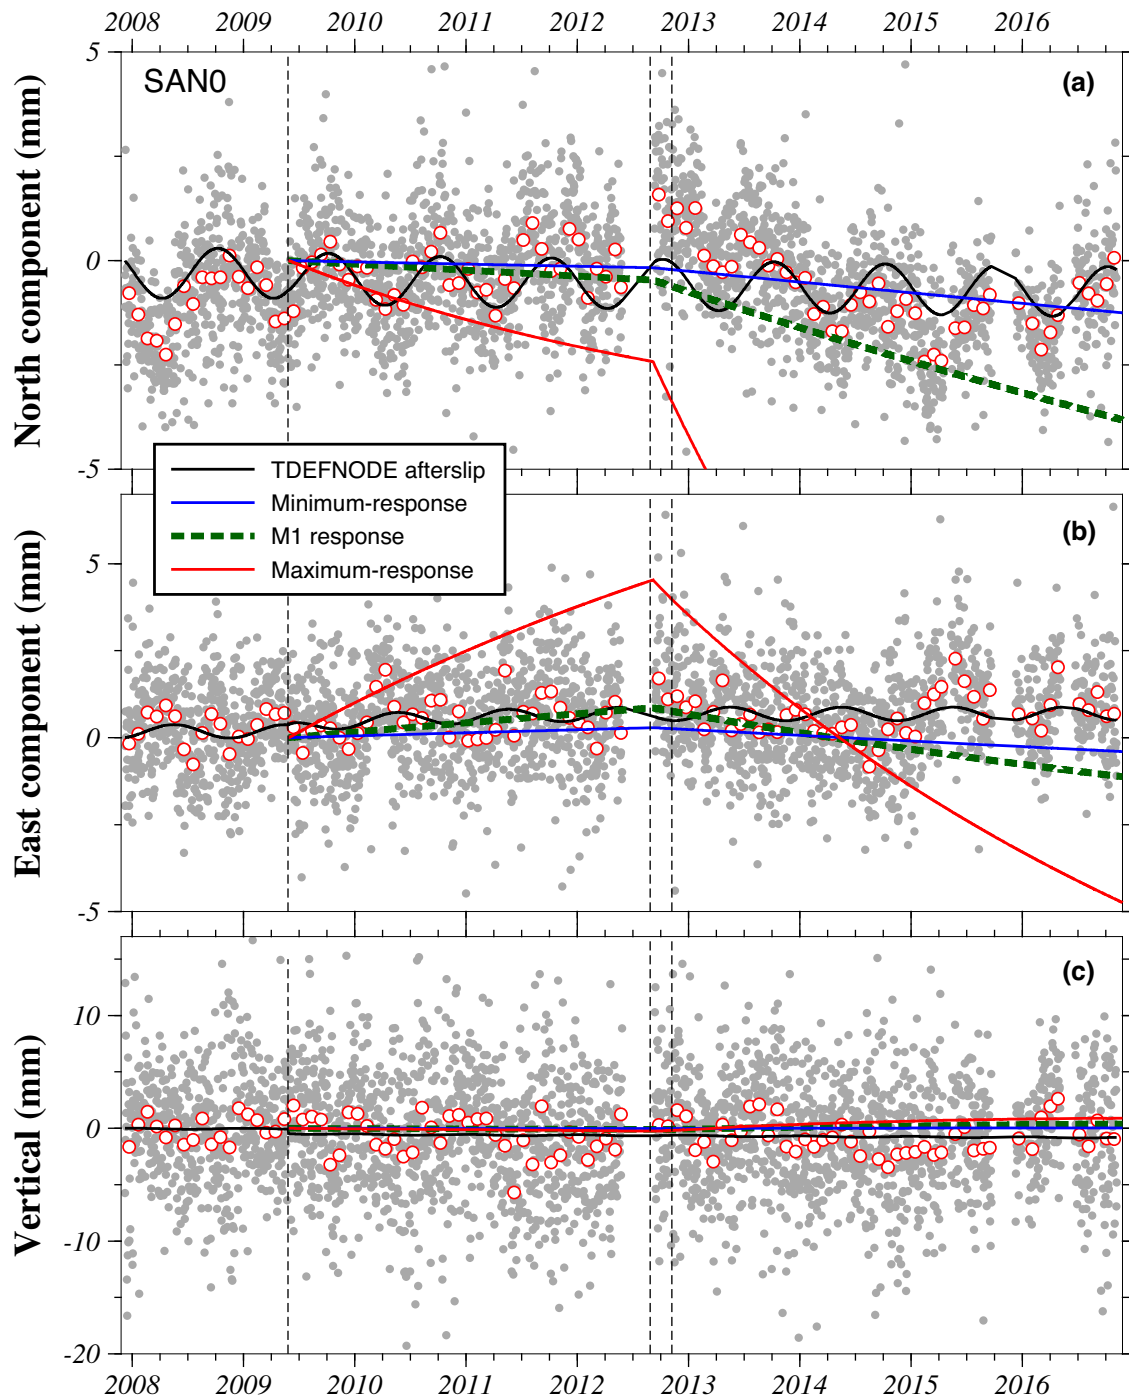 2008 2009 2010 2011 2012 2013 2014 2015 2016
SAN0
(a)
North component (mm)
5
0
-5
TDEFNODE afterslip
Minimum-response
M1 response
Maximum-response
(b)
East component (mm)
5
0
-5
(c)
Vertical (mm)
10
0
-10
-20
2008 2009 2010 2011 2012 2013 2014 2015 2016